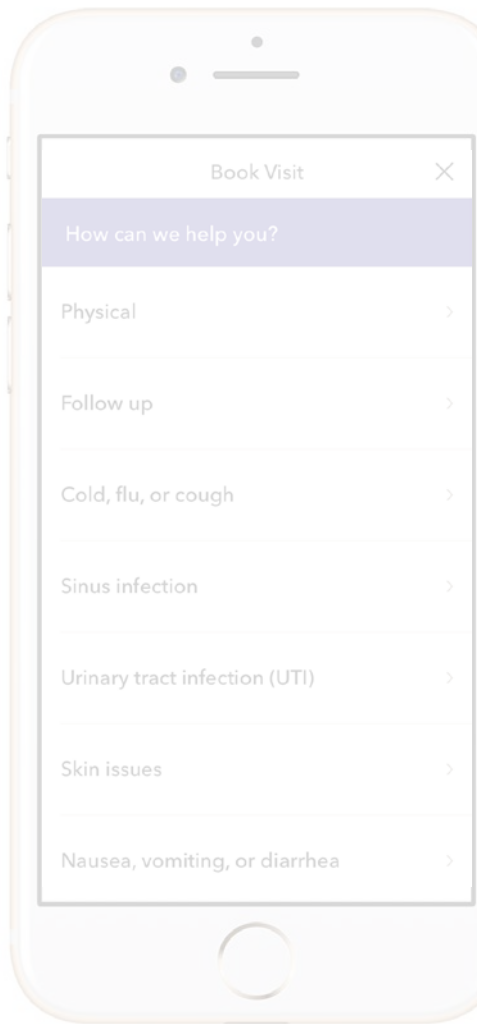 Book Visit
How can we help you?
Physical
Follow up
Cold, flu, or cough
Sinus infection
Urinary tract infection (UTI)
Skin issues
Nausea, vomiting, or diarrhea